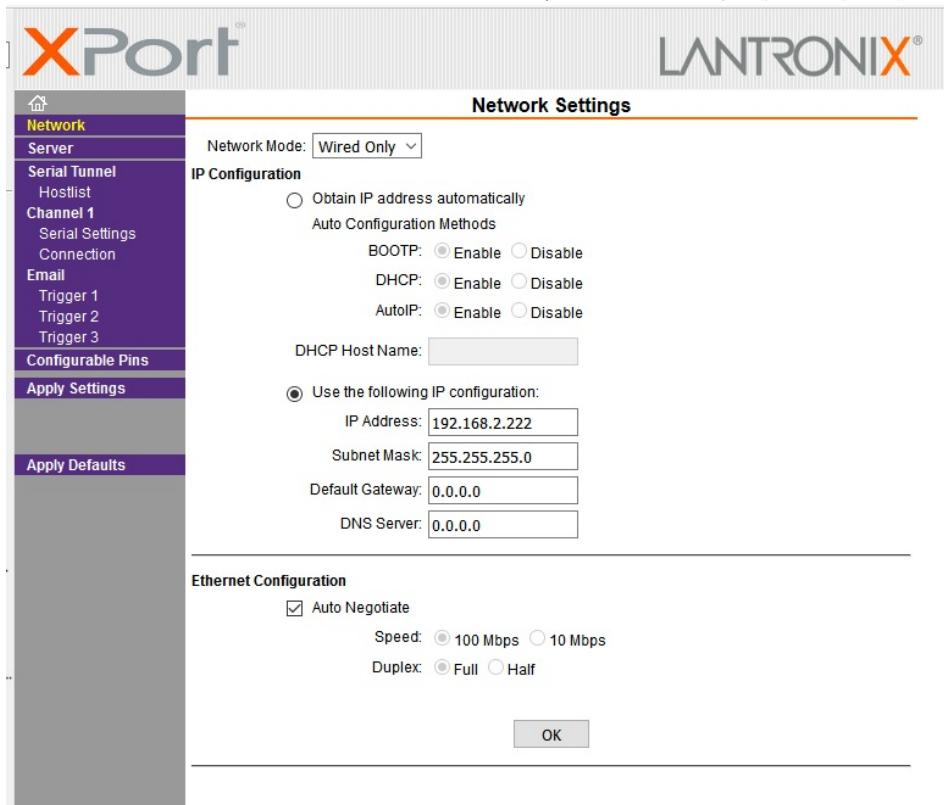 XPort®
LANTRONIX®
Network
Server
Serial Tunnel
Hostlist
Channel 1
Serial Settings
Connection
Email
Trigger 1
Trigger 2
Trigger 3
Configurable Pins
Apply Settings
Apply Defaults
Network Settings
Network Mode: Wired Only
IP Configuration
Obtain IP address automatically
Auto Configuration Methods
BOOTP: Enable Disable
DHCP: Enable Disable
AutoIP: Enable Disable
DHCP Host Name:
Use the following IP configuration:
IP Address: 192.168.2.222
Subnet Mask: 255.255.255.0
Default Gateway: 0.0.0.0
DNS Server: 0.0.0.0
Ethernet Configuration
Auto Negotiate
Speed: 100 Mbps 10 Mbps
Duplex: Full Half
OK